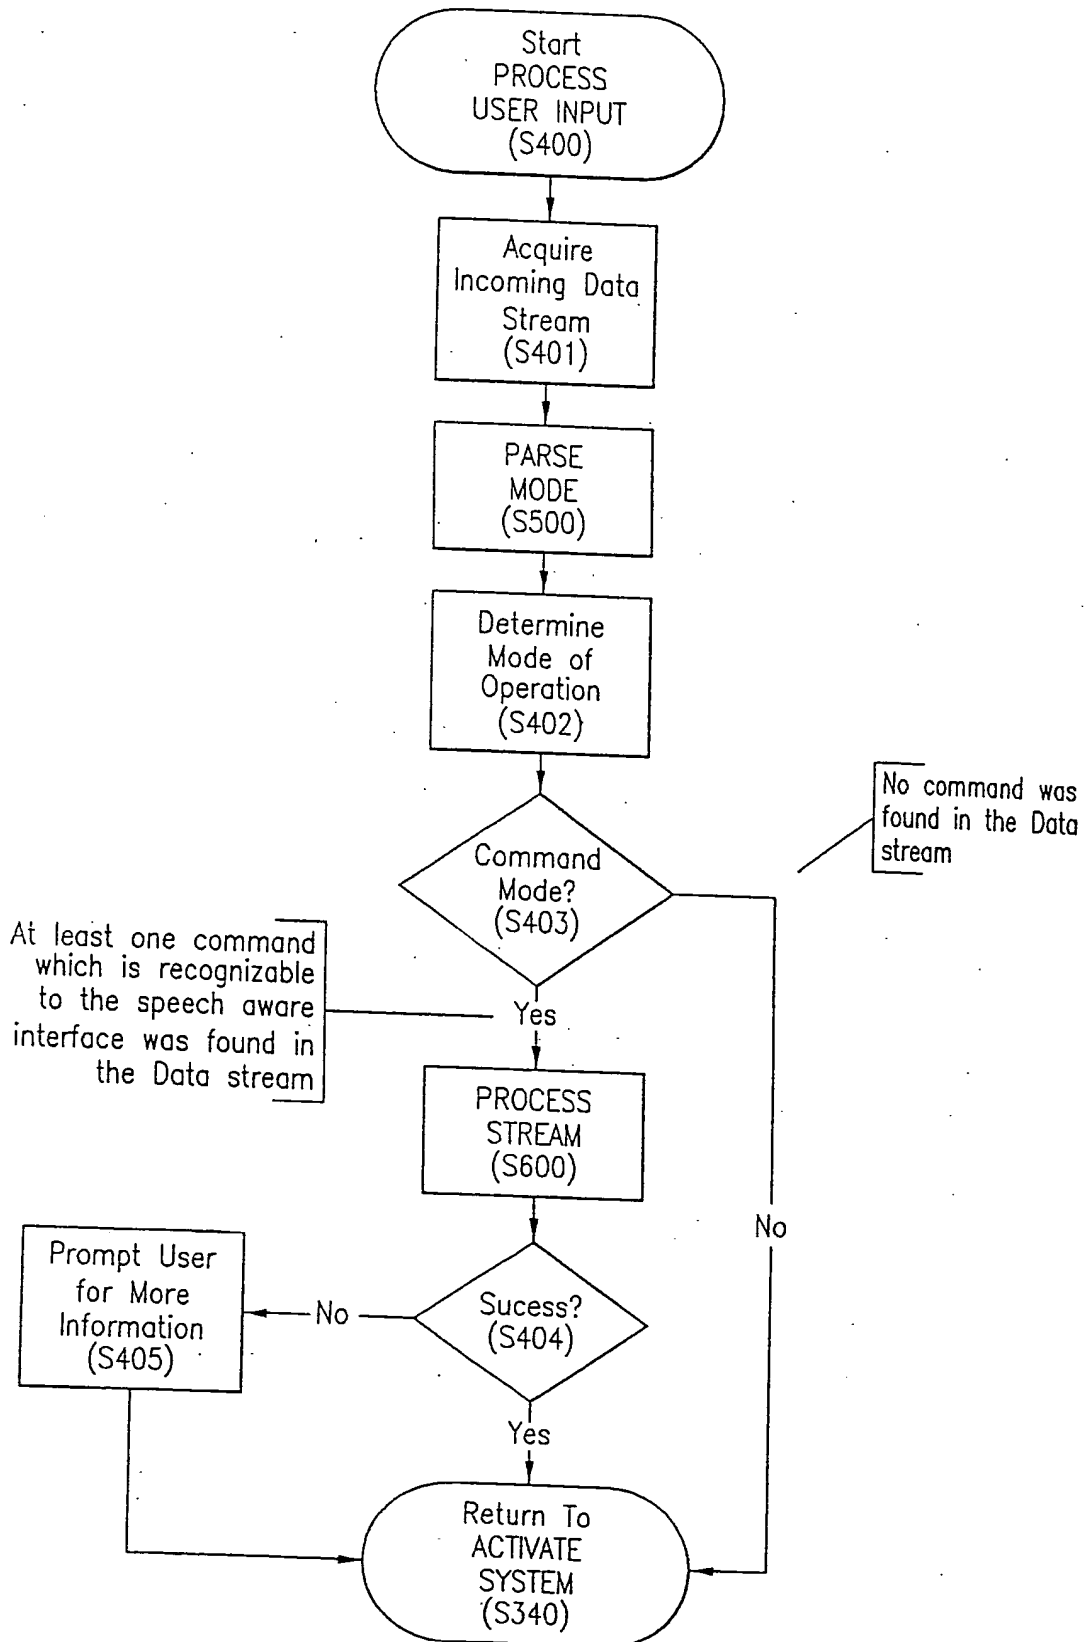 Start
PROCESS
USER INPUT
(S400)
Acquire
Incoming Data
Stream
(S401)
PARSE
MODE
(S500)
Determine
Mode of
Operation
(S402)
No command was
found in the Data
stream
Command
Mode?
(S403)
At least one command
which is recognizable
to the speech aware
interface was found in
the Data stream
Yes
PROCESS
STREAM
(S600)
No
Prompt User
for More
Information
(S405)
No
Sucess?
(S404)
Yes
Return To
ACTIVATE
SYSTEM
(S340)